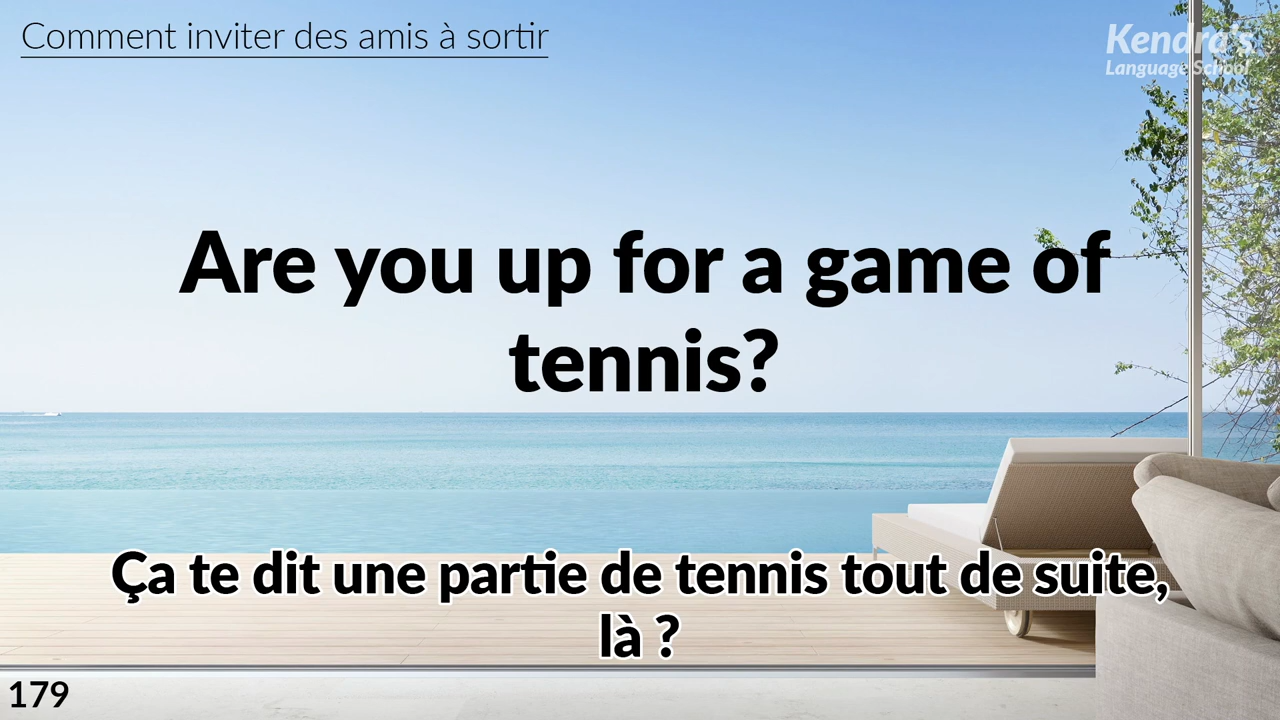 Comment inviter des amis à sortir
Kendra's
Language School
Are you up for a game of
tennis?
Ça te dit une partie de tennis tout de suite,
là ?
179